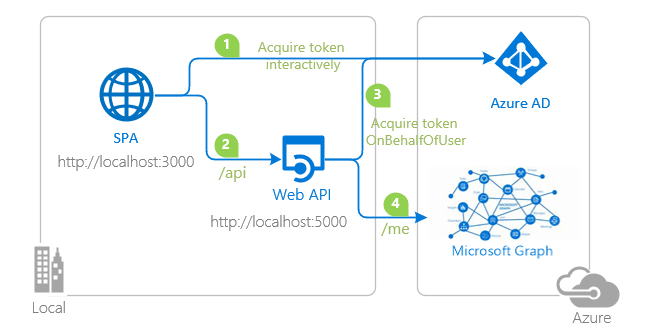 1
Acquire token
interactively
Azure AD
SPA
http://localhost:3000
2
/api
3
Acquire token
OnBehalfOfUser
Web API
http://localhost:5000
4
/me
Microsoft Graph
Local
Azure